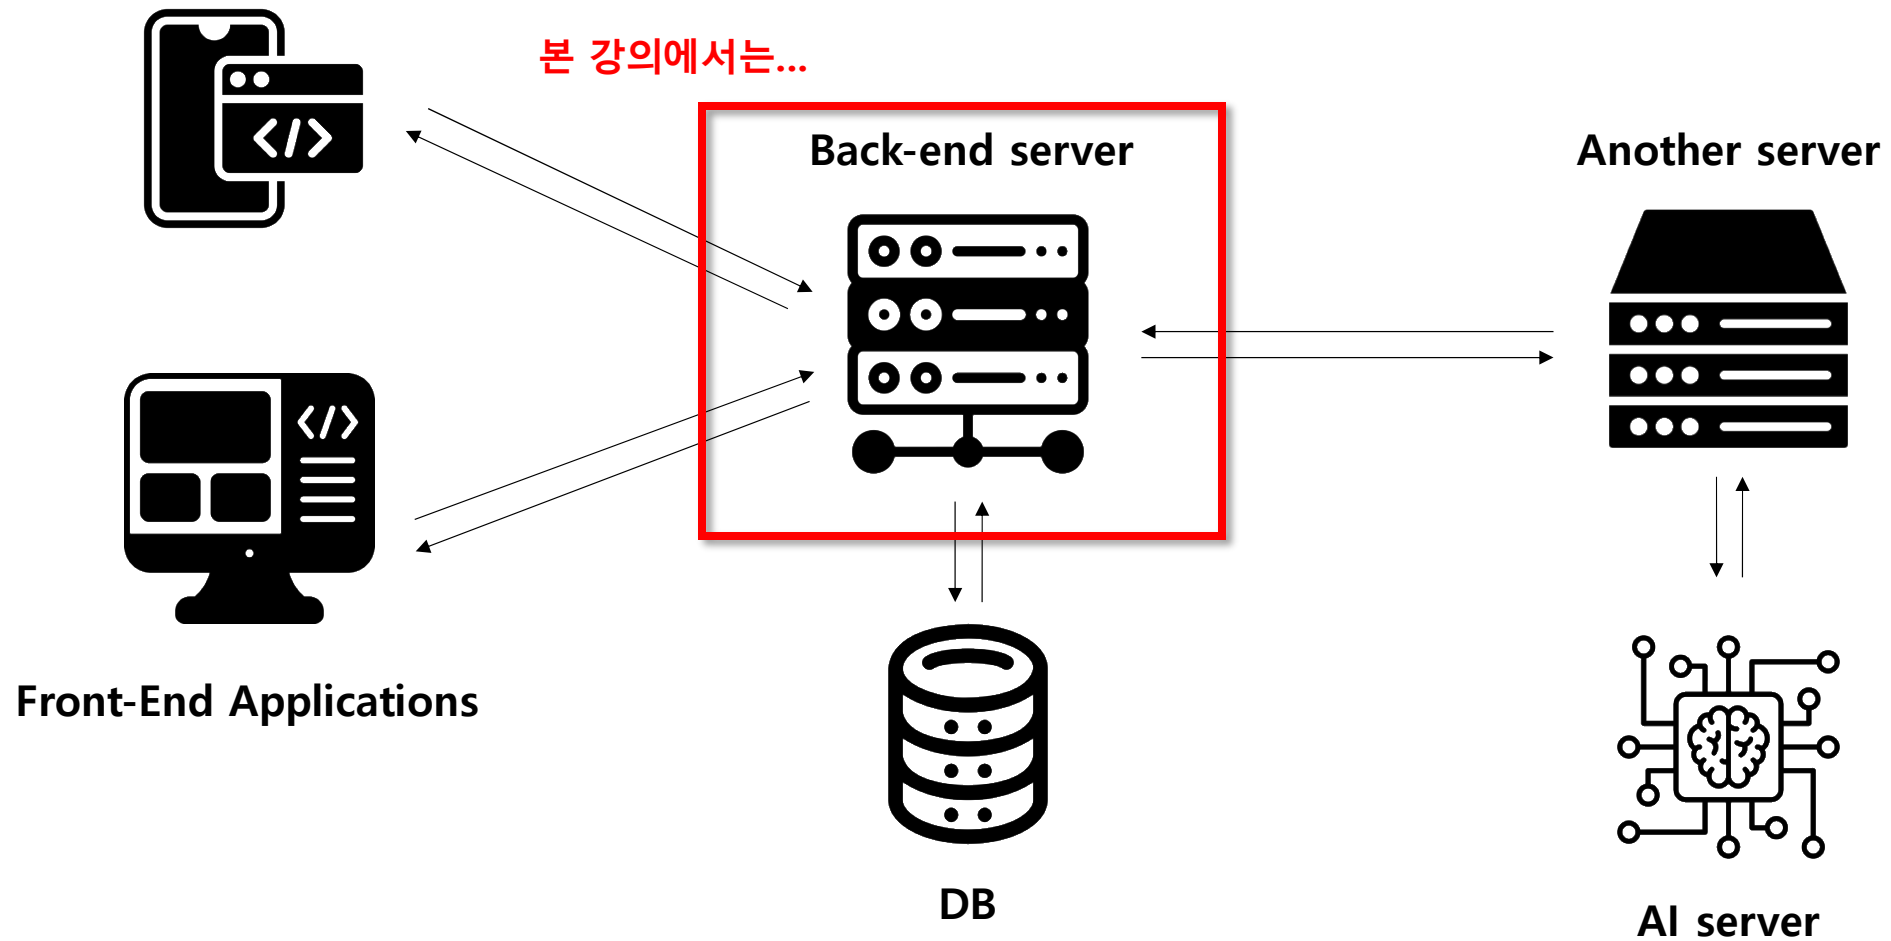 본 강의에서는...
Back-end server
Another server
</>
</>
Front-End Applications
DB
AI server